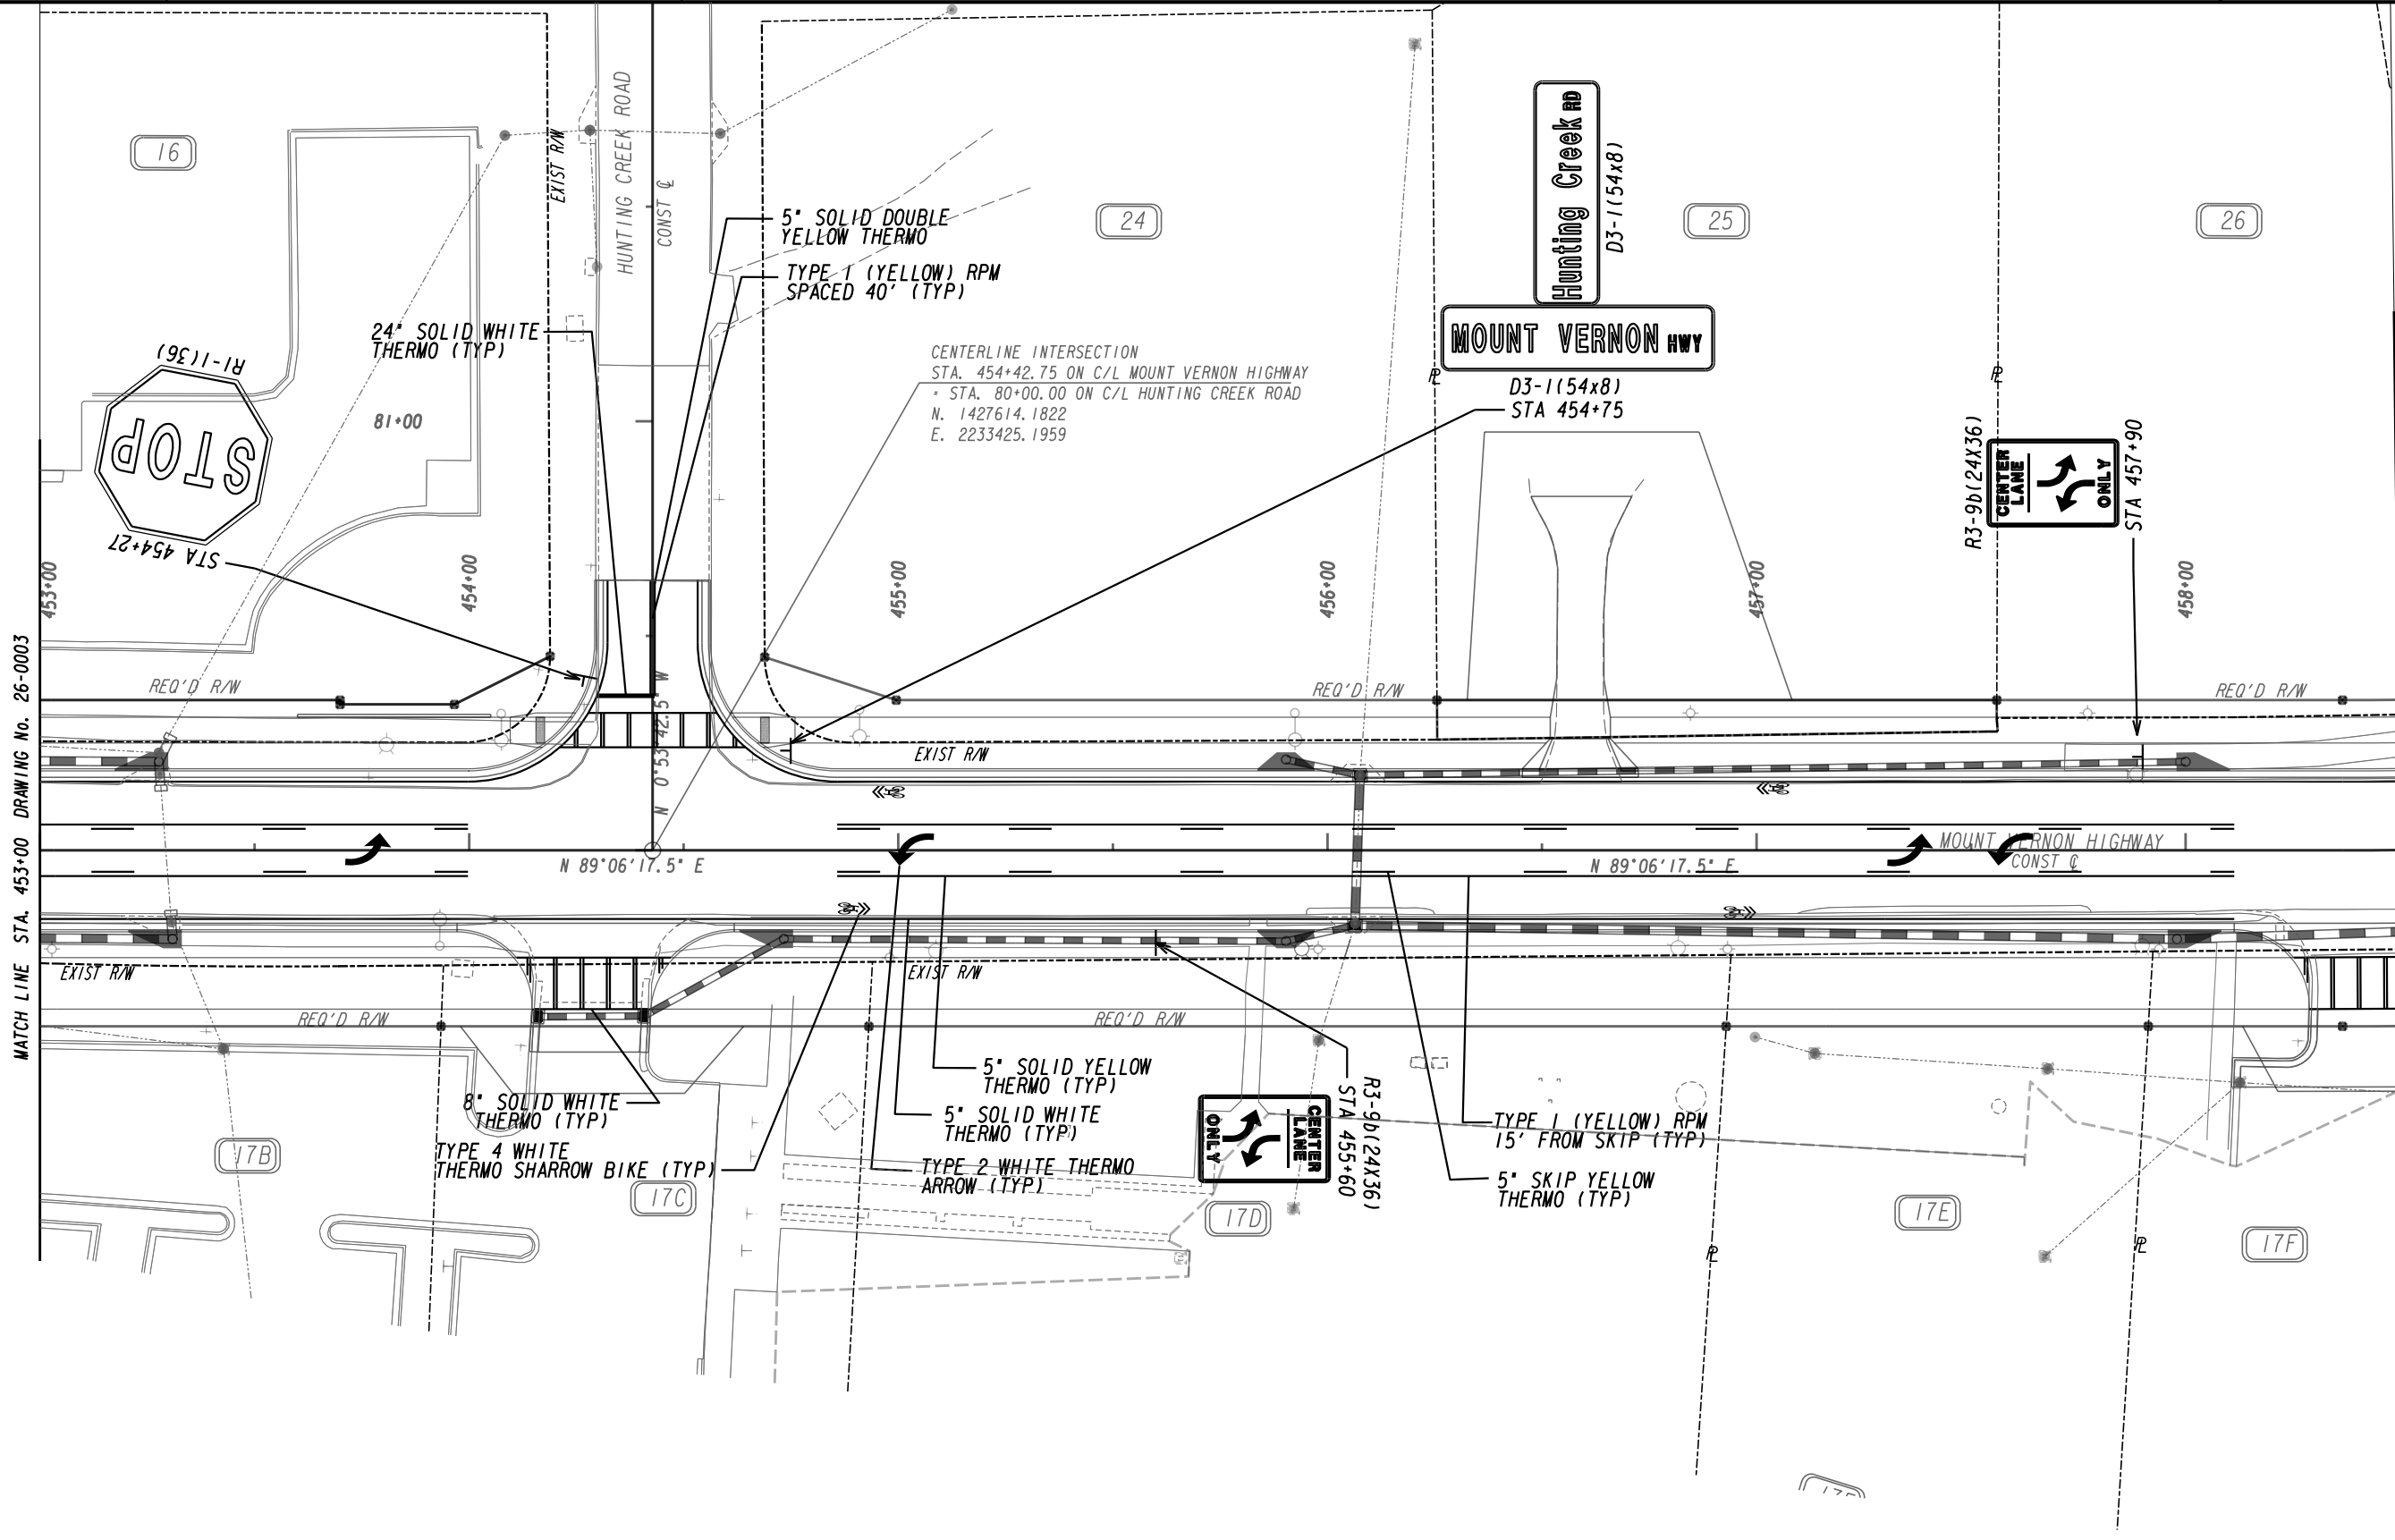 16
HUNTING CREEK ROAD
CONST ℄
EXIST R/W
5" SOLID DOUBLE
YELLOW THERMO
TYPE 1 (YELLOW) RPM
SPACED 40' (TYP)
24" SOLID WHITE
THERMO (TYP)
24
Hunting Creek RD
D3-1(54x8)
MOUNT VERNON HWY
D3-1(54x8)
STA 454+75
25
26
CENTERLINE INTERSECTION
STA. 454+42.75 ON C/L MOUNT VERNON HIGHWAY
= STA. 80+00.00 ON C/L HUNTING CREEK ROAD
N. 1427614.1822
E. 2233425.1959
R1-1(36)
STOP
STA 454+27
81+00
R3-9b(24X36)
CENTER
LANE
ONLY
STA 457+90
℄
℄
453+00
454+00
455+00
456+00
457+00
458+00
REQ'D R/W
REQ'D R/W
REQ'D R/W
EXIST R/W
N 0°53'42.5" W
MATCH LINE STA. 453+00 DRAWING No. 26-0003
N 89°06'17.5" E
N 89°06'17.5" E
MOUNT VERNON HIGHWAY
CONST ℄
EXIST R/W
EXIST R/W
REQ'D R/W
REQ'D R/W
8" SOLID WHITE
THERMO (TYP)
TYPE 4 WHITE
THERMO SHARROW BIKE (TYP)
5" SOLID YELLOW
THERMO (TYP)
5" SOLID WHITE
THERMO (TYP)
TYPE 2 WHITE THERMO
ARROW (TYP)
CENTER
LANE
ONLY
R3-9b(24X36)
STA 455+60
TYPE 1 (YELLOW) RPM
15' FROM SKIP (TYP)
5" SKIP YELLOW
THERMO (TYP)
17B
17C
17D
17E
17F